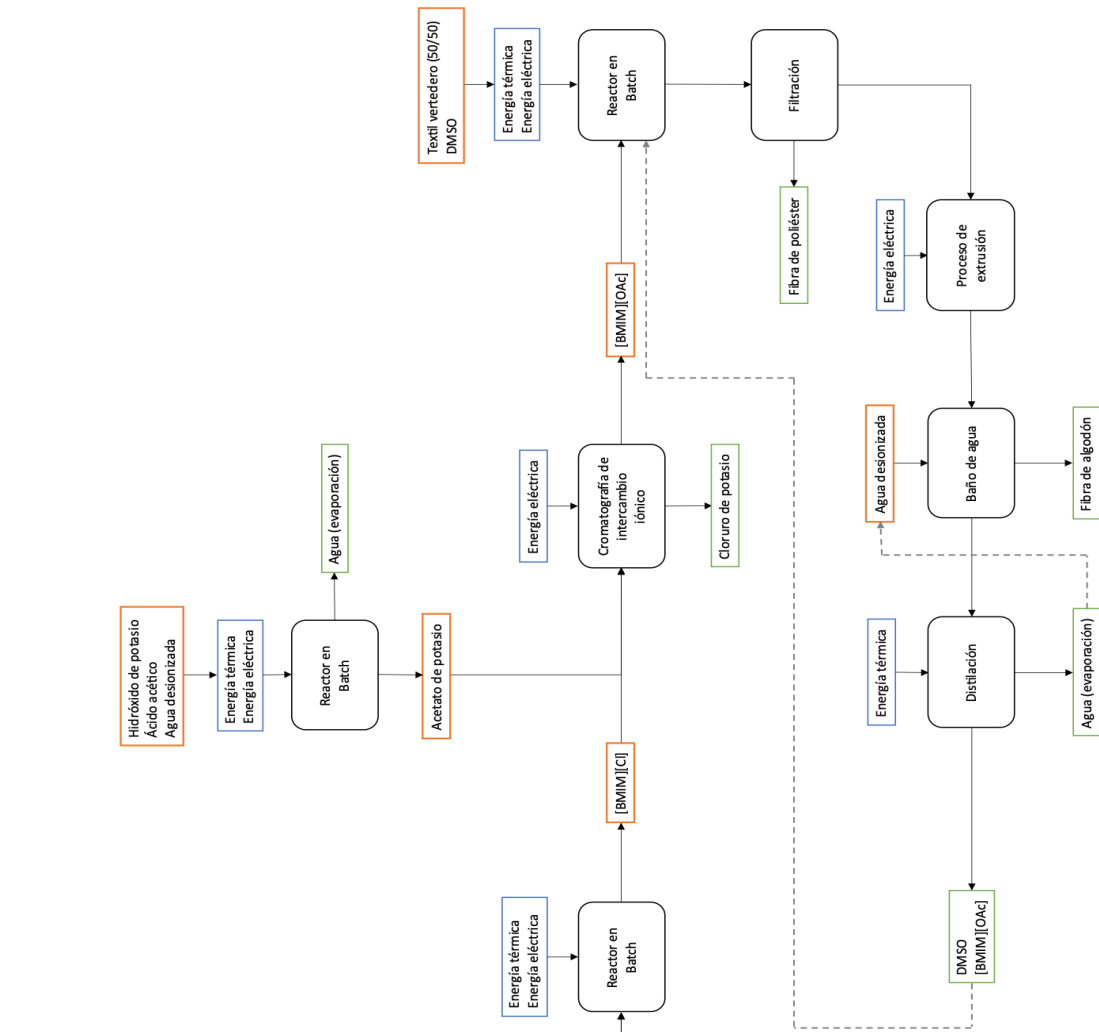 Hidróxido de potasio
Ácido acético
Agua desionizada
Energía térmica
Energía eléctrica
Reactor en
Batch
Agua (evaporación)
Acetato de potasio
Energía térmica
Energía eléctrica
Reactor en
Batch
[BMIM][Cl]
Energía eléctrica
Cromatografía de
intercambio
iónico
Cloruro de potasio
[BMIM][OAc]
Textil vertedero (50/50)
DMSO
Energía térmica
Energía eléctrica
Reactor en
Batch
Filtración
Fibra de poliéster
Energía eléctrica
Proceso de
extrusión
Agua desionizada
Baño de agua
Fibra de algodón
Energía térmica
Distilación
Agua (evaporación)
DMSO
[BMIM][OAc]